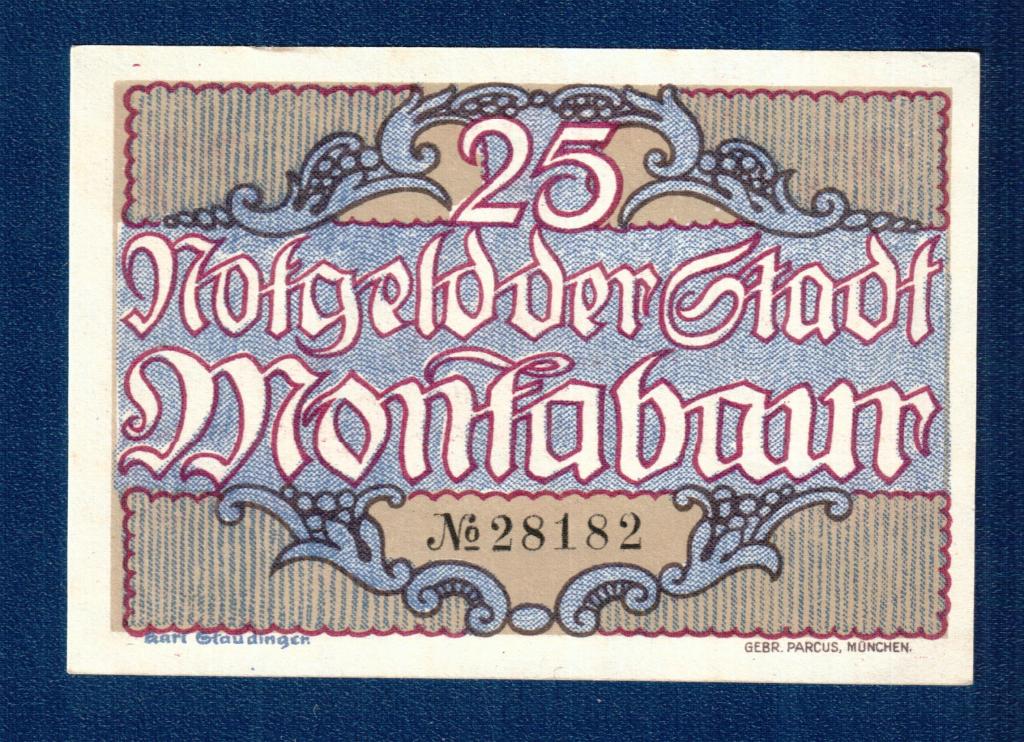 25
Notgeld der Stadt
Montabaur
№ 28182
Karl Staudinger.
GEBR. PARCUS, MÜNCHEN.